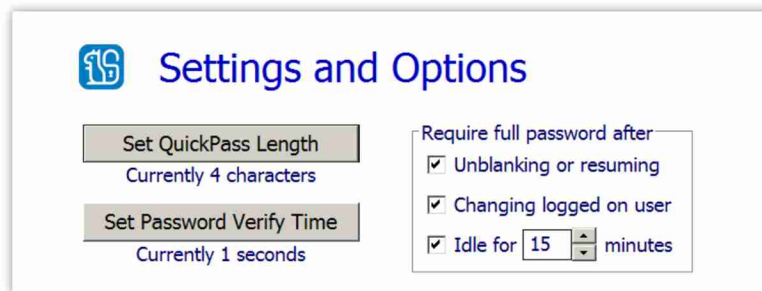 Settings and Options
Set QuickPass Length
Currently 4 characters
Set Password Verify Time
Currently 1 seconds
Require full password after
Unblanking or resuming
Changing logged on user
Idle for 15 minutes